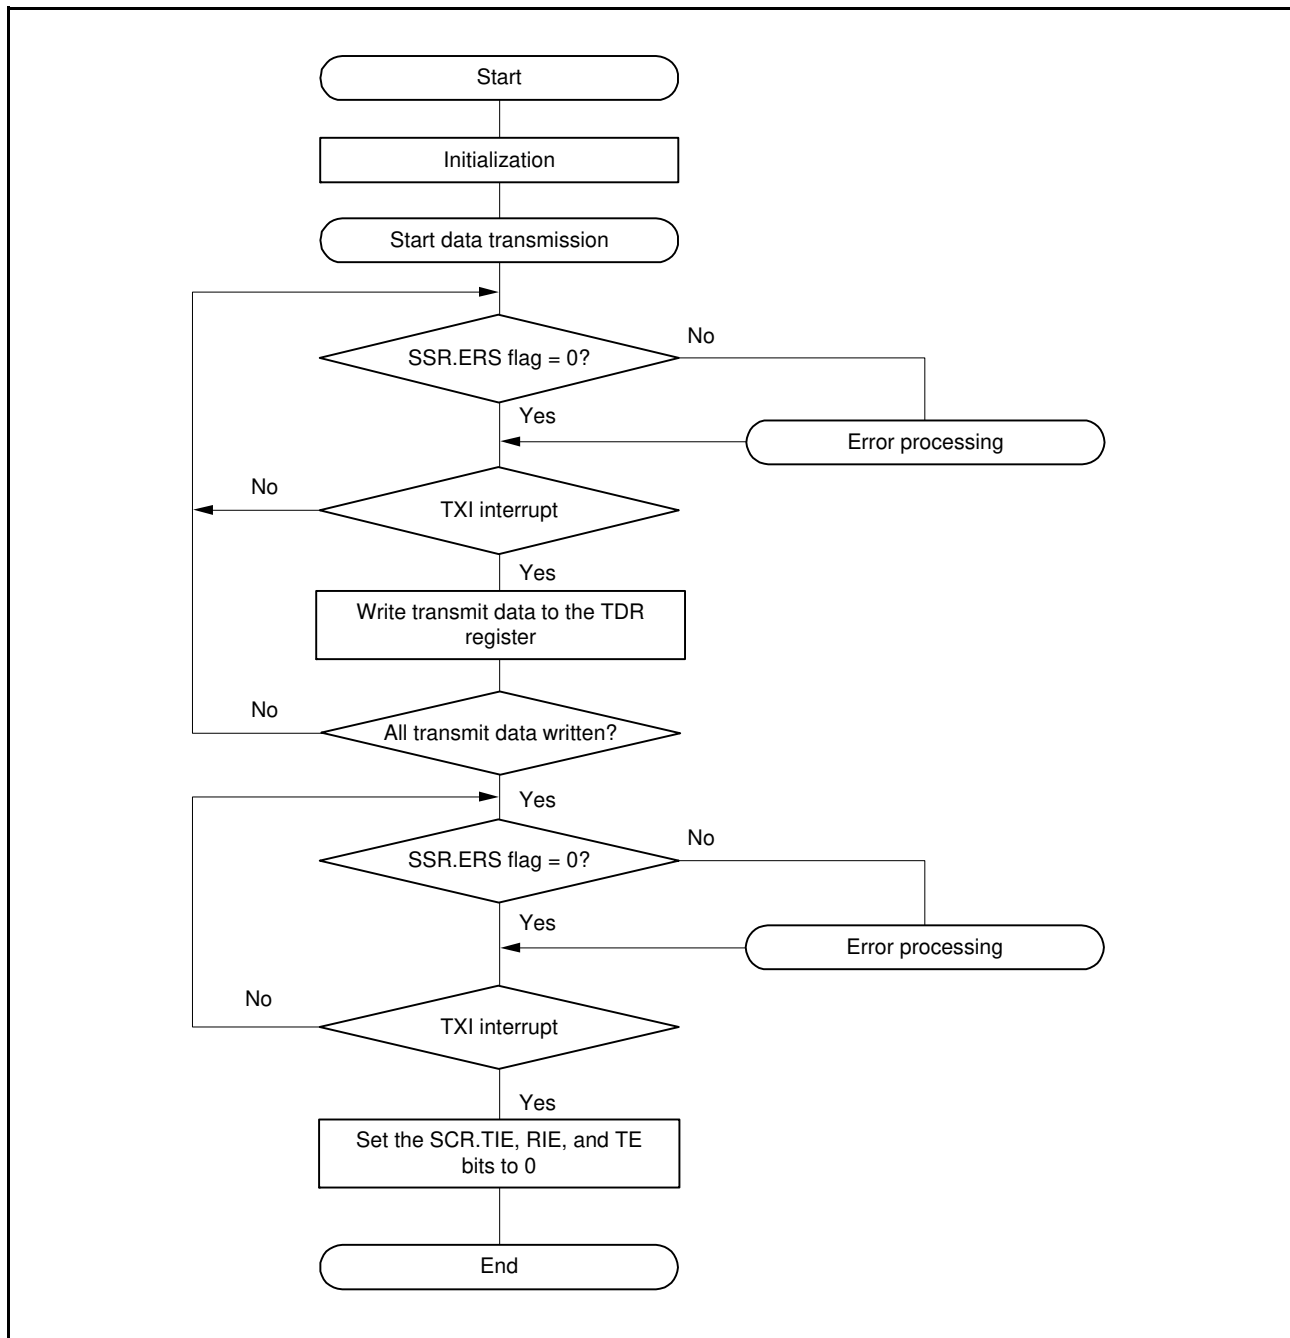 Start
Initialization
Start data transmission
SSR.ERS flag = 0?
No
Yes
Error processing
No
TXI interrupt
Yes
Write transmit data to the TDR
register
No
All transmit data written?
Yes
SSR.ERS flag = 0?
No
Yes
Error processing
No
TXI interrupt
Yes
Set the SCR.TIE, RIE, and TE
bits to 0
End